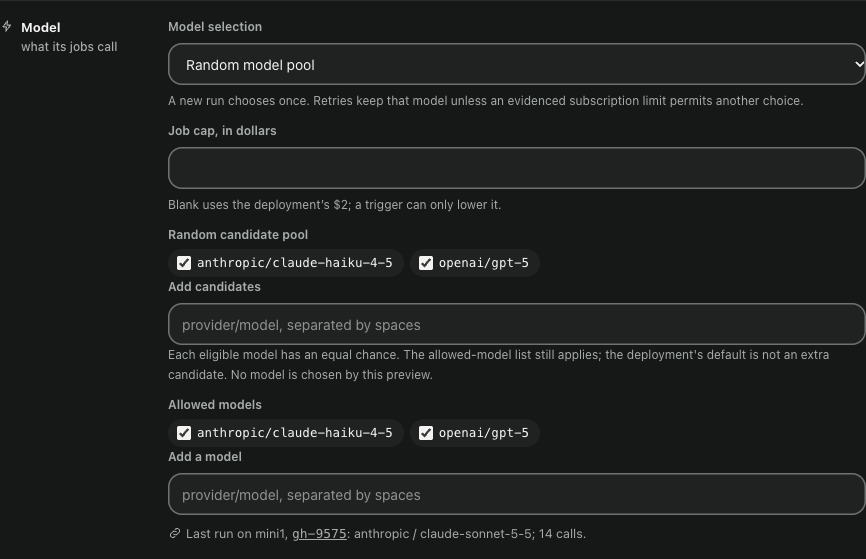 Model
what its jobs call
Model selection
Random model pool
A new run chooses once. Retries keep that model unless an evidenced subscription limit permits another choice.
Job cap, in dollars
Blank uses the deployment's $2; a trigger can only lower it.
Random candidate pool
anthropic/claude-haiku-4-5 openai/gpt-5
Add candidates
provider/model, separated by spaces
Each eligible model has an equal chance. The allowed-model list still applies; the deployment's default is not an extra
candidate. No model is chosen by this preview.
Allowed models
anthropic/claude-haiku-4-5 openai/gpt-5
Add a model
provider/model, separated by spaces
Last run on mini1, gh-9575: anthropic / claude-sonnet-5-5; 14 calls.